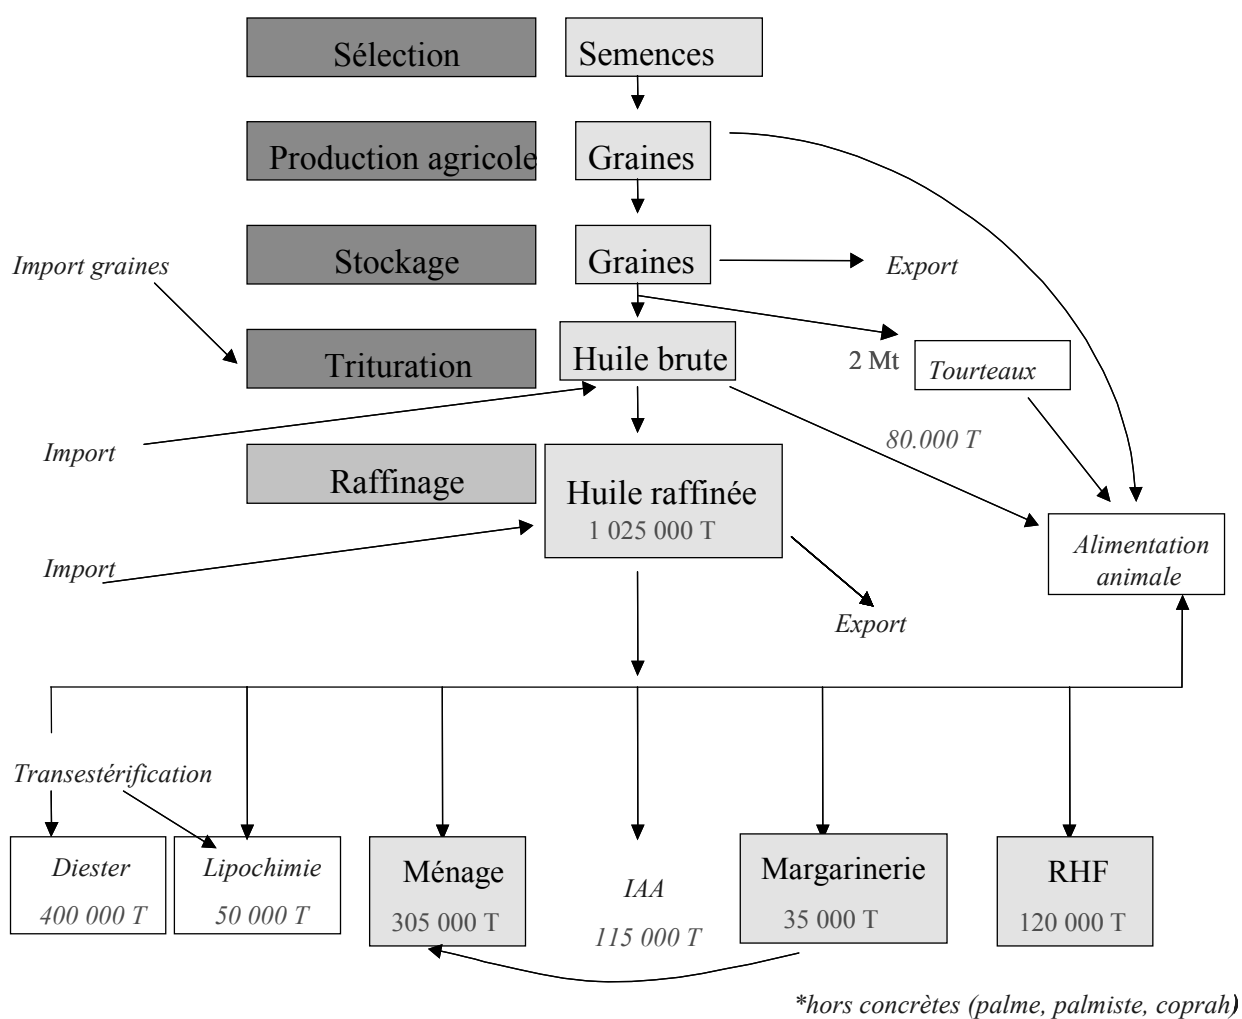 Sélection
Semences
Production agricole
Graines
Import graines
Stockage
Graines
Export
Trituration
Huile brute
2 Mt
Tourteaux
Import
80.000 T
Raffinage
Huile raffinée
1 025 000 T
Import
Alimentation
animale
Export
Transestérification
Diester
400 000 T
Lipochimie
50 000 T
Ménage
305 000 T
IAA
115 000 T
Margarinerie
35 000 T
RHF
120 000 T
*hors concrètes (palme, palmiste, coprah)